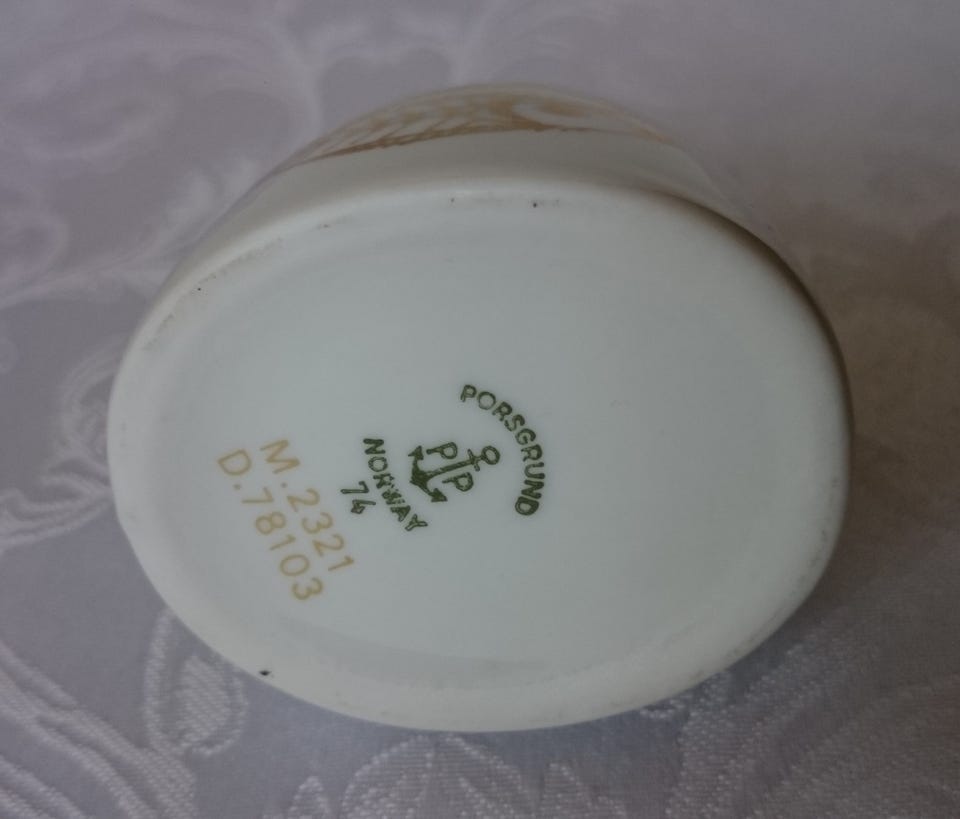 PORSGRUND
PP
NORWAY
74
M.2321
D.78103